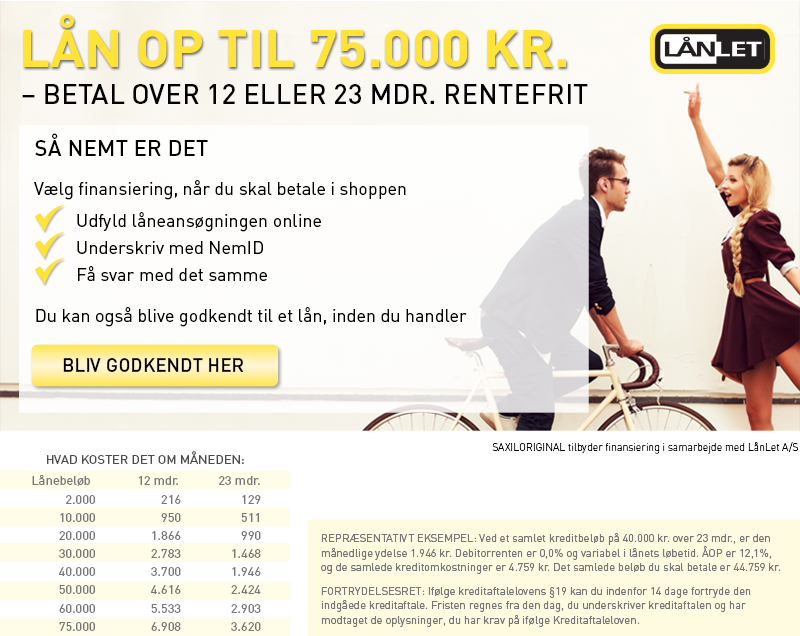 LÅN OP TIL 75.000 KR.
LÅNLET
– BETAL OVER 12 ELLER 23 MDR. RENTEFRIT
SÅ NEMT ER DET
Vælg finansiering, når du skal betale i shoppen
Udfyld låneansøgningen online
Underskriv med NemID
Få svar med det samme
Du kan også blive godkendt til et lån, inden du handler
BLIV GODKENDT HER
SAXILORIGINAL tilbyder finansiering i samarbejde med LånLet A/S
HVAD KOSTER DET OM MÅNEDEN:
Lånebeløb 12 mdr. 23 mdr.
2.000 216 129
10.000 950 511
20.000 1.866 990
30.000 2.783 1.468
40.000 3.700 1.946
50.000 4.616 2.424
60.000 5.533 2.903
75.000 6.908 3.620
REPRÆSENTATIVT EKSEMPEL: Ved et samlet kreditbeløb på 40.000 kr. over 23 mdr., er den
månedlige ydelse 1.946 kr. Debitorrenten er 0,0% og variabel i lånets løbetid. ÅOP er 12,1%,
og de samlede kreditomkostninger er 4.759 kr. Det samlede beløb du skal betale er 44.759 kr.
FORTRYDELSESRET: Ifølge kreditaftalelovens §19 kan du indenfor 14 dage fortryde den
indgåede kreditaftale. Fristen regnes fra den dag, du underskriver kreditaftalen og har
modtaget de oplysninger, du har krav på ifølge Kreditaftaleloven.